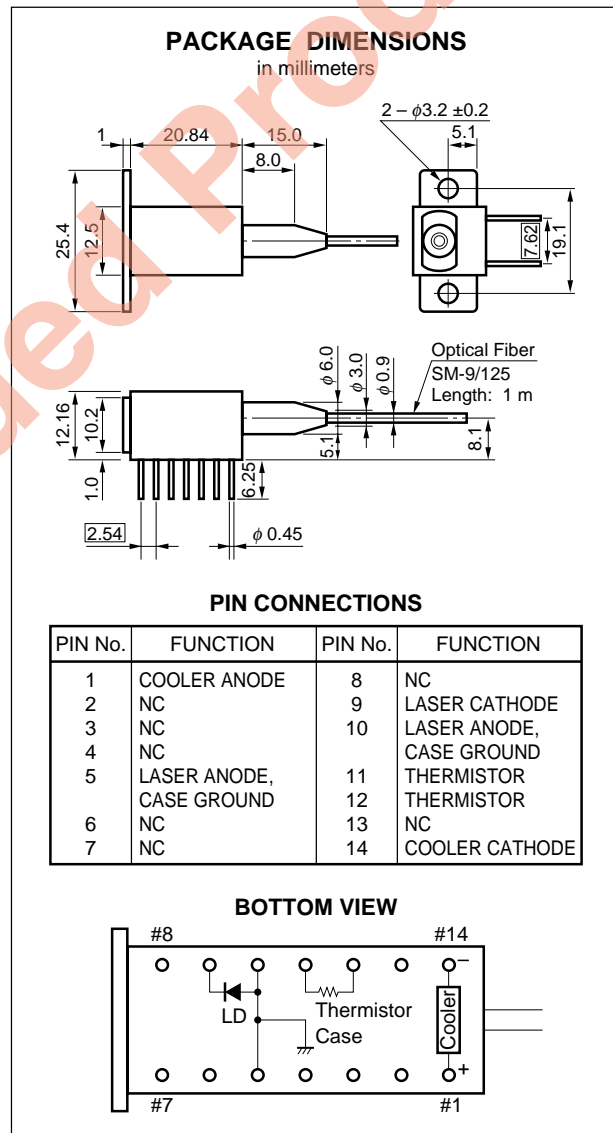 PACKAGE DIMENSIONS
in millimeters
2 – ϕ3.2 ±0.2
1
20.84
15.0
5.1
8.0
25.4
12.5
7.62
19.1
Optical Fiber
SM-9/125
Length: 1 m
ϕ 6.0
ϕ 3.0
ϕ 0.9
12.16
10.2
5.1
8.1
1.0
6.25
2.54
ϕ 0.45
PIN CONNECTIONS
PIN No. FUNCTION PIN No. FUNCTION
1 COOLER ANODE 8 NC
2 NC 9 LASER CATHODE
3 NC 10 LASER ANODE,
4 NC CASE GROUND
5 LASER ANODE, 11 THERMISTOR
CASE GROUND 12 THERMISTOR
6 NC 13 NC
7 NC 14 COOLER CATHODE
BOTTOM VIEW
#8 #14
–
LD
Thermistor
Case
Cooler
+
#7 #1